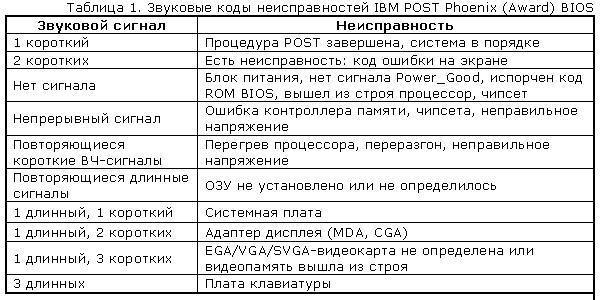 Таблица 1. Звуковые коды неисправностей IBM POST Phoenix (Award) BIOS
Звуковой сигнал Неисправность
1 короткий Процедура POST завершена, система в порядке
2 коротких Есть неисправность: код ошибки на экране
Нет сигнала Блок питания, нет сигнала Power_Good, испорчен код
ROM BIOS, вышел из строя процессор, чипсет
Непрерывный сигнал Ошибка контроллера памяти, чипсета, неправильное
напряжение
Повторяющиеся Перегрев процессора, переразгон, неправильное
короткие ВЧ-сигналы напряжение
Повторяющиеся длинные ОЗУ не установлено или не определилось
сигналы
1 длинный, 1 короткий Системная плата
1 длинный, 2 коротких Адаптер дисплея (MDA, CGA)
1 длинный, 3 коротких EGA/VGA/SVGA-видеокарта не определена или
видеопамять вышла из строя
3 длинных Плата клавиатуры